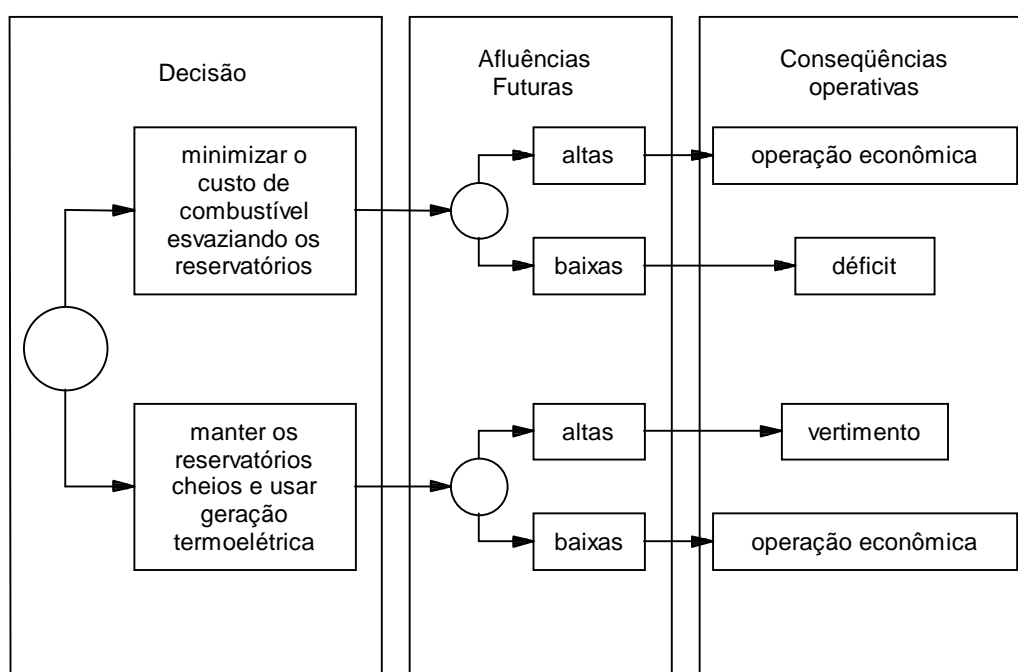 Decisão
Afluências
Futuras
Conseqüências
operativas
minimizar o
custo de
combustível
esvaziando os
reservatórios
altas
operação econômica
baixas
déficit
manter os
reservatórios
cheios e usar
geração
termoelétrica
altas
vertimento
baixas
operação econômica